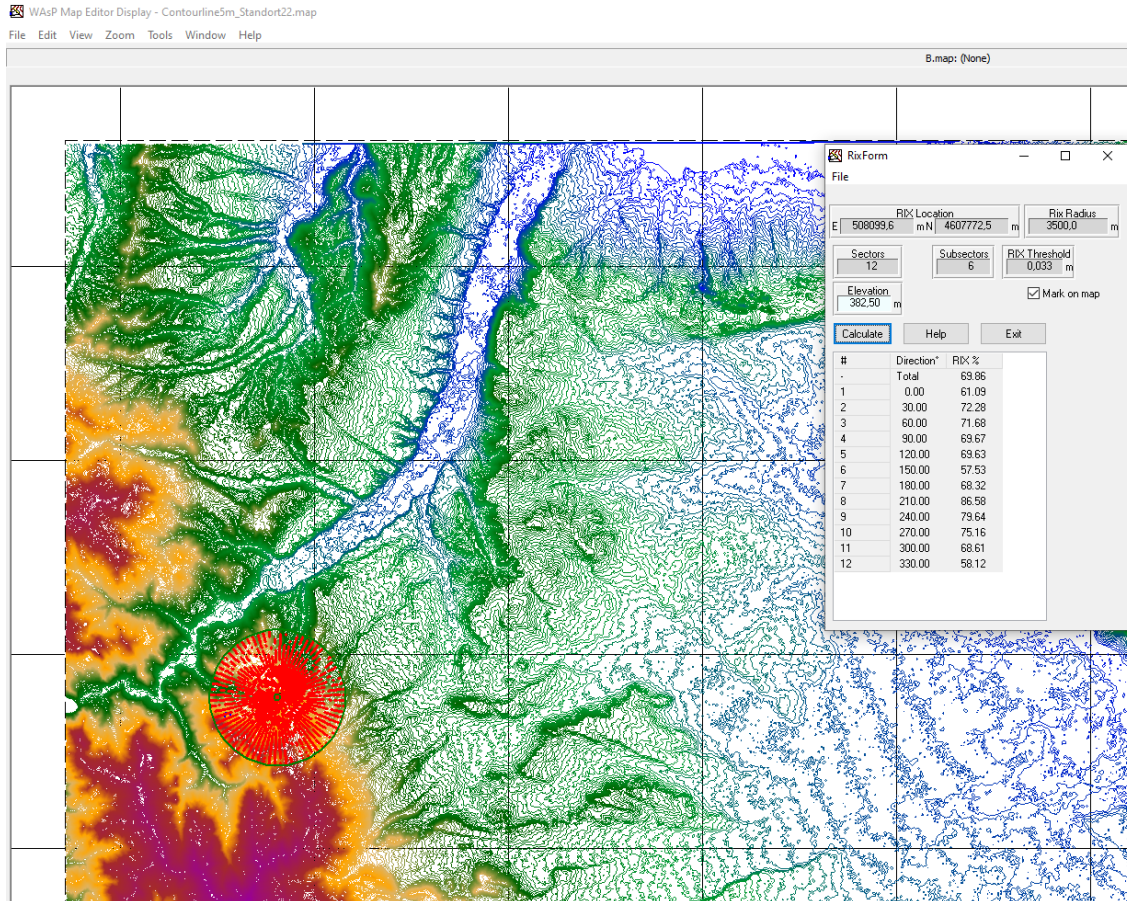 WAsP Map Editor Display - Contourline5m_Standort22.map
File Edit View Zoom Tools Window Help
B.map: (None)
RixForm
File
RIX Location
E 508099,6 m N 4607772,5 m
Rix Radius
3500,0 m
Sectors
12
Subsectors
6
RIX Threshold
0,033 m
Elevation
382,50 m
Mark on map
Calculate Help Exit
# Direction° RIX %
- Total 69.86
1 0.00 61.09
2 30.00 72.28
3 60.00 71.68
4 90.00 69.67
5 120.00 69.63
6 150.00 57.53
7 180.00 68.32
8 210.00 86.58
9 240.00 79.64
10 270.00 75.16
11 300.00 68.61
12 330.00 58.12